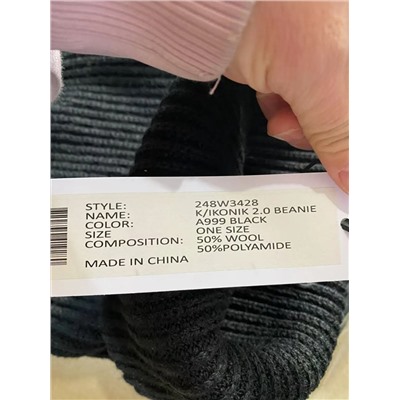 STYLE: 248W3428
NAME: K/IKONIK 2.0 BEANIE
COLOR: A999 BLACK
SIZE ONE SIZE
COMPOSITION: 50% WOOL
50%POLYAMIDE
MADE IN CHINA